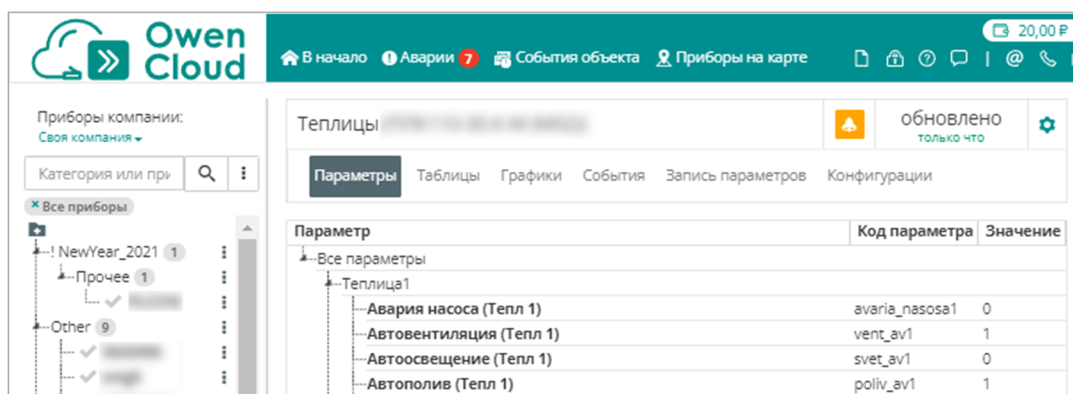 Owen
Cloud
20,00 ₽
В начало
Аварии 7
События объекта
Приборы на карте
Приборы компании:
Своя компания
Категория или при
× Все приборы
! NewYear_2021 1
Прочее 1
Other 9
Теплицы
обновлено
только что
Параметры Таблицы Графики События Запись параметров Конфигурации
Параметр Код параметра Значение
Все параметры
Теплица1
Авария насоса (Тепл 1) avaria_nasosa1 0
Автовентиляция (Тепл 1) vent_av1 1
Автоосвещение (Тепл 1) svet_av1 0
Автополив (Тепл 1) poliv_av1 1